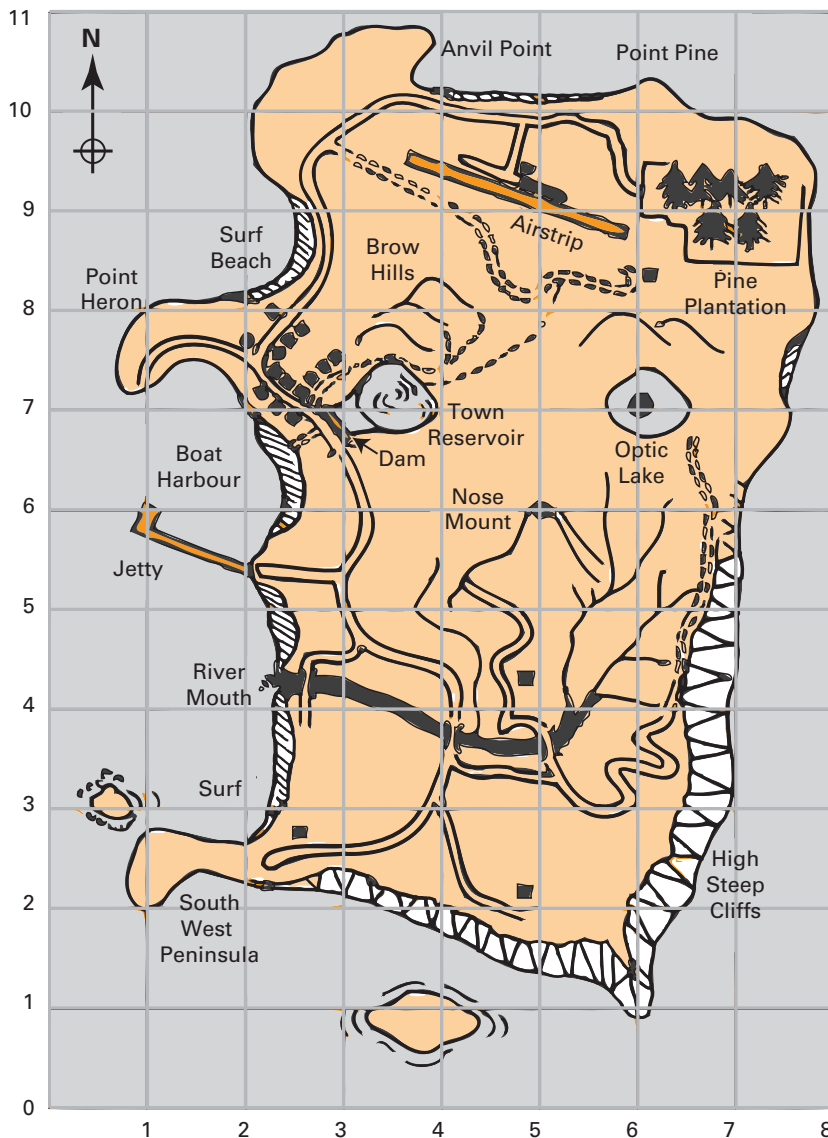 11
N
Anvil Point
Point Pine
10
9
Airstrip
Surf
Beach
Brow
Hills
Point
Heron
Pine
Plantation
8
7
Town
Reservoir
Optic
Lake
Dam
Boat
Harbour
Nose
Mount
6
Jetty
5
River
Mouth
4
Surf
3
High
Steep
Cliffs
South
West
Peninsula
2
1
0
1 2 3 4 5 6 7 8